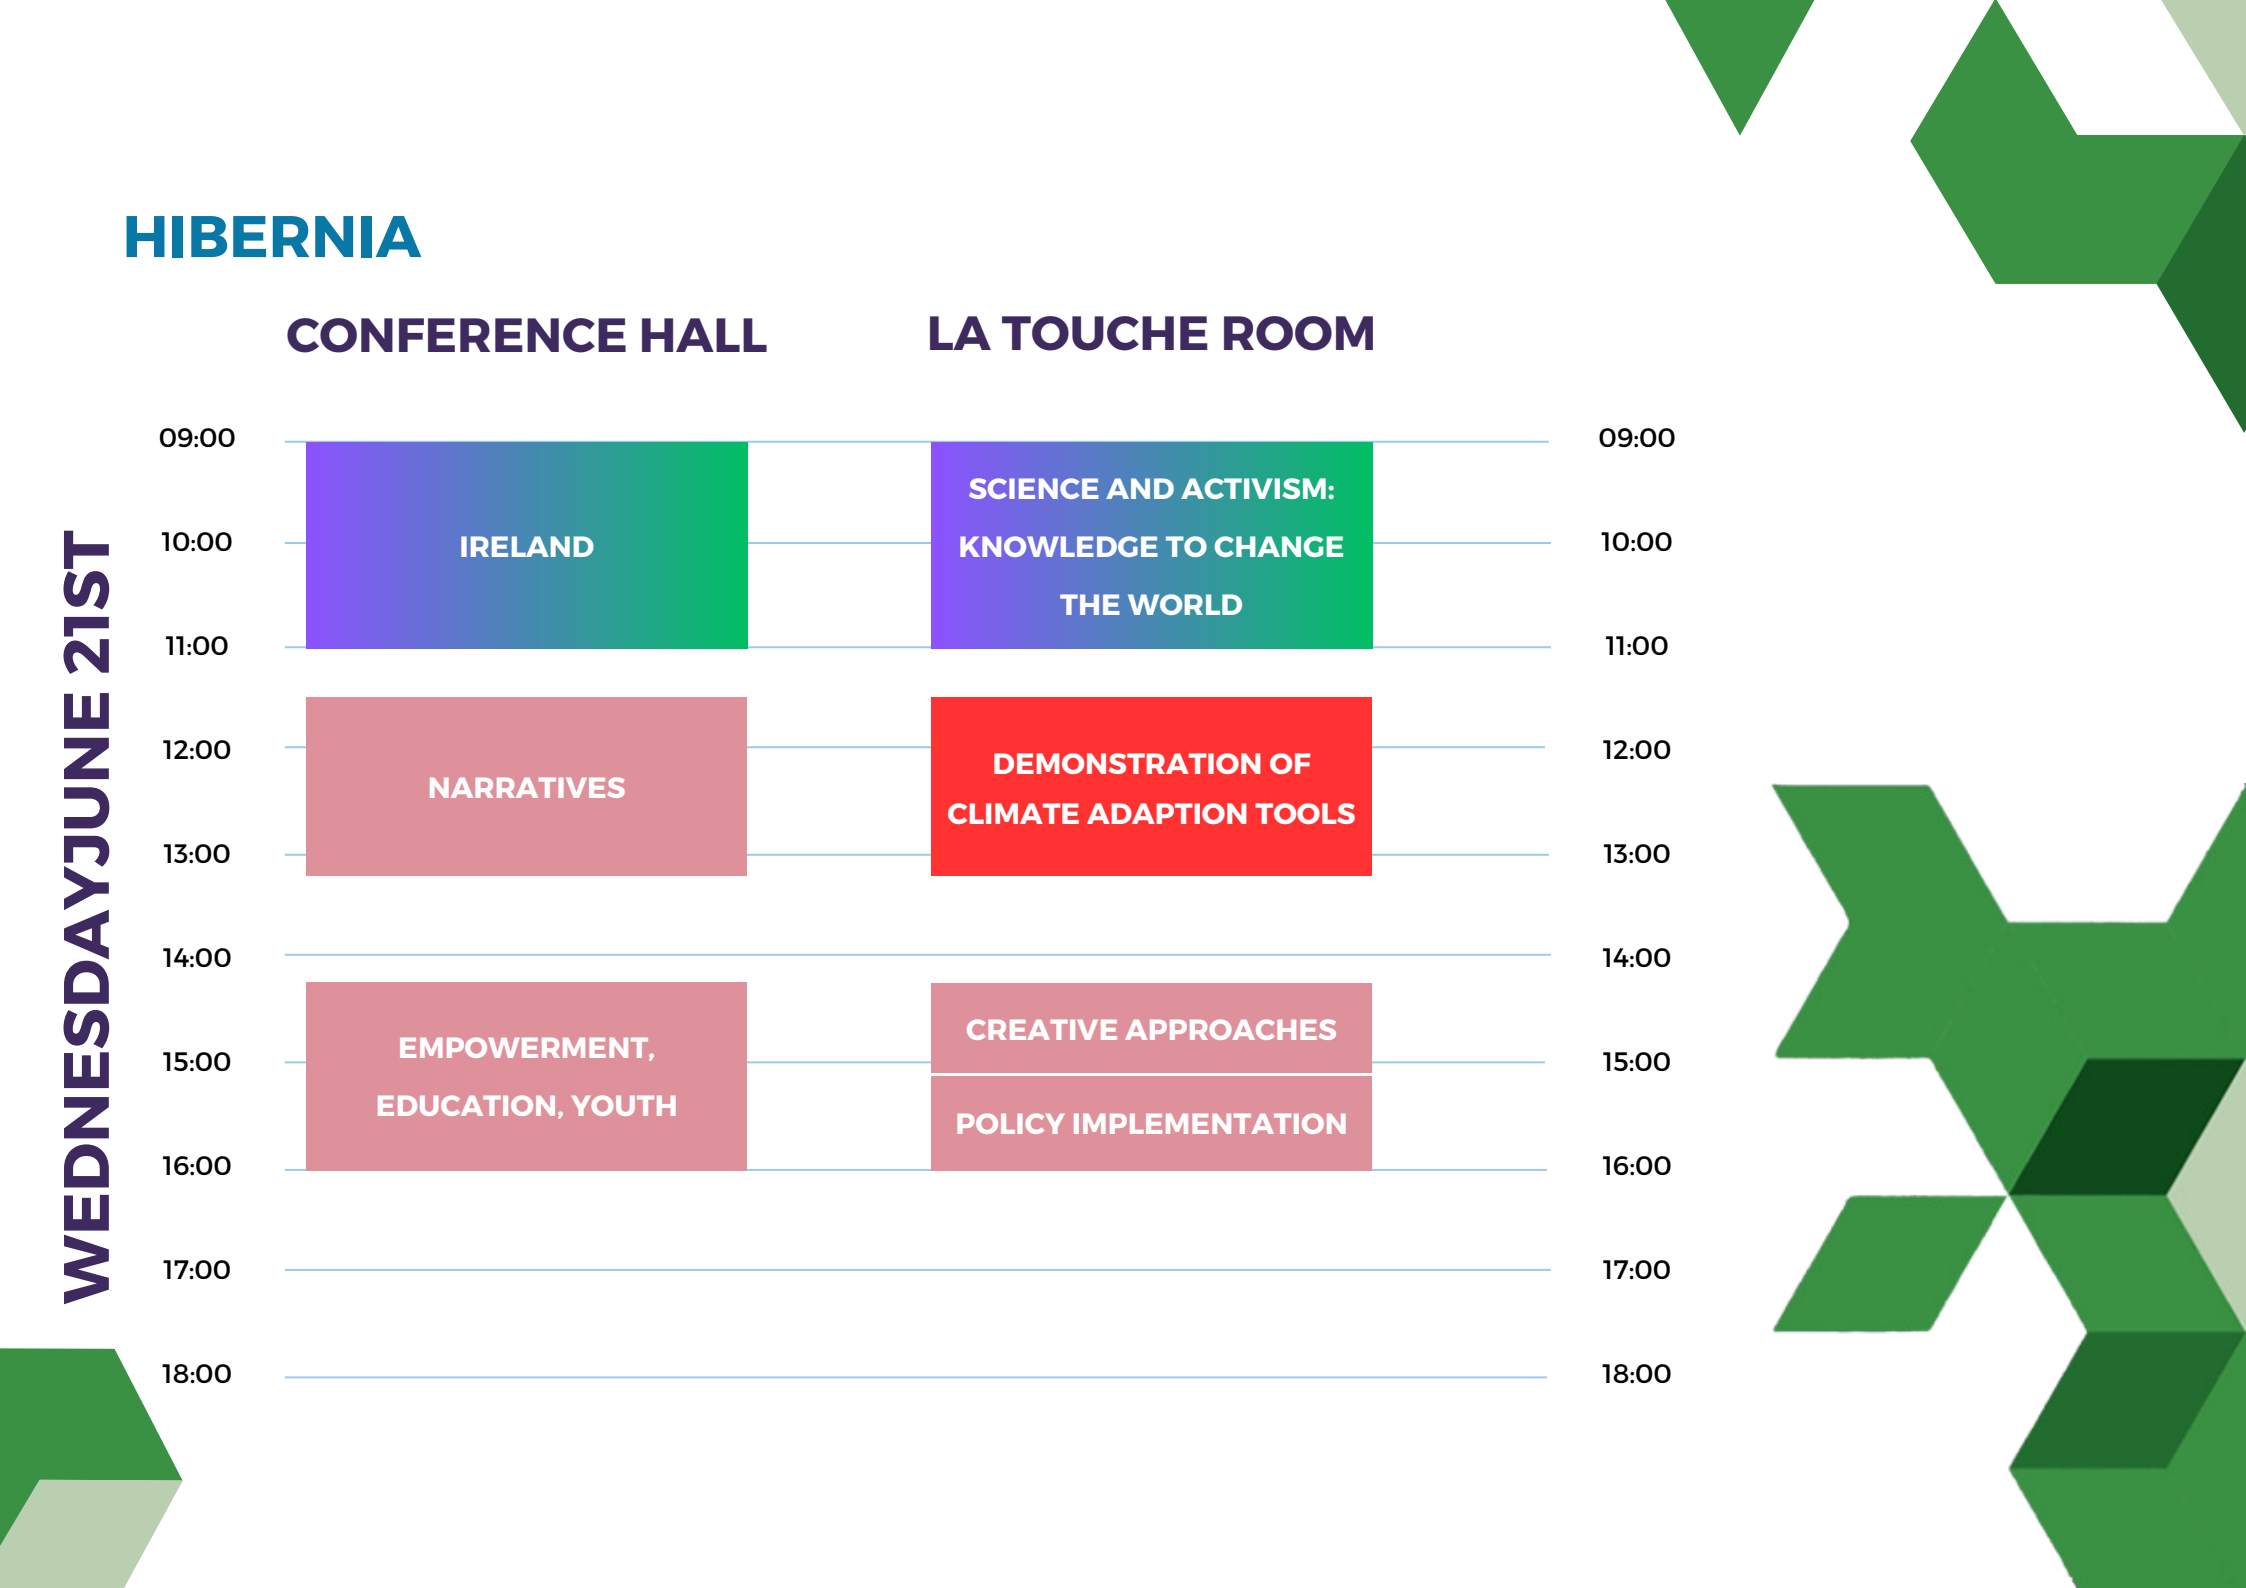 HIBERNIA
CONFERENCE HALL
LA TOUCHE ROOM
WEDNESDAYJUNE 21ST
09:00
09:00
IRELAND
SCIENCE AND ACTIVISM:
KNOWLEDGE TO CHANGE
THE WORLD
10:00
10:00
11:00
11:00
NARRATIVES
DEMONSTRATION OF
CLIMATE ADAPTION TOOLS
12:00
12:00
13:00
13:00
14:00
14:00
EMPOWERMENT,
EDUCATION, YOUTH
CREATIVE APPROACHES
POLICY IMPLEMENTATION
15:00
15:00
16:00
16:00
17:00
17:00
18:00
18:00